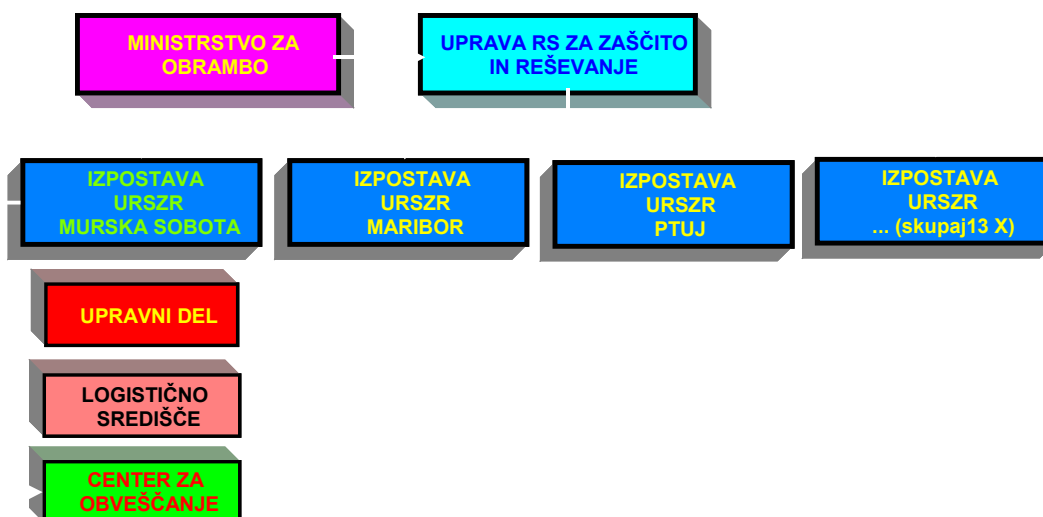 MINISTRSTVO ZA
OBRAMBO
UPRAVA RS ZA ZAŠČITO
IN REŠEVANJE
IZPOSTAVA
URSZR
MURSKA SOBOTA
IZPOSTAVA
URSZR
MARIBOR
IZPOSTAVA
URSZR
PTUJ
IZPOSTAVA
URSZR
... (skupaj13 X)
UPRAVNI DEL
LOGISTIČNO
SREDIŠČE
CENTER ZA
OBVEŠČANJE